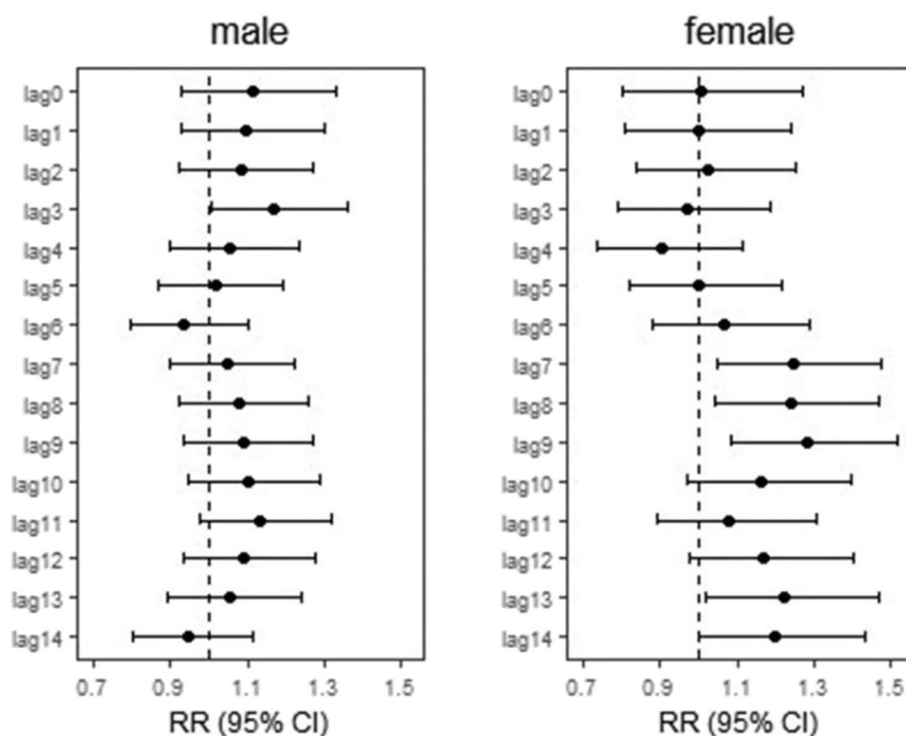 male
lag0
lag1
lag2
lag3
lag4
lag5
lag6
lag7
lag8
lag9
lag10
lag11
lag12
lag13
lag14
0.7 0.9 1.1 1.3 1.5
RR (95% CI)
female
lag0
lag1
lag2
lag3
lag4
lag5
lag6
lag7
lag8
lag9
lag10
lag11
lag12
lag13
lag14
0.7 0.9 1.1 1.3 1.5
RR (95% CI)